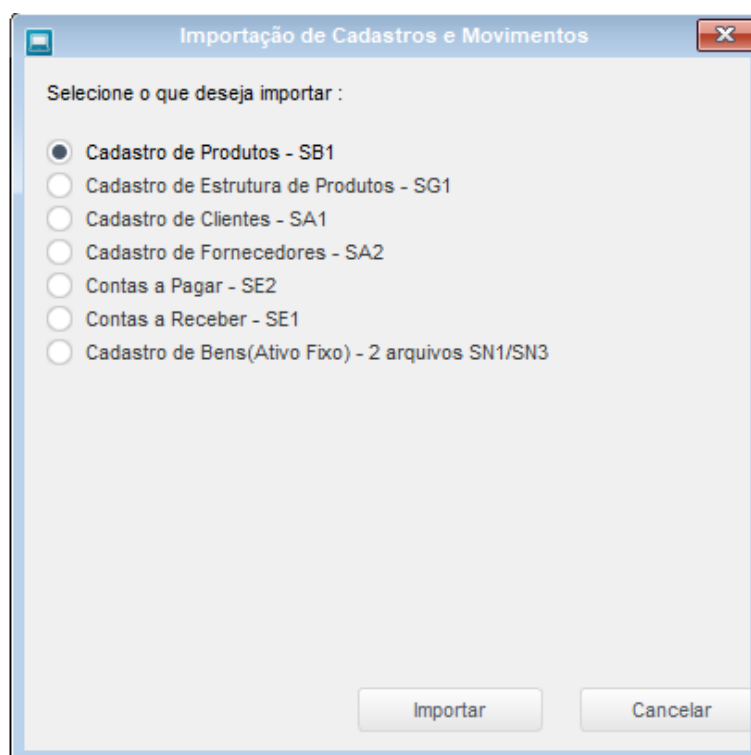 Importação de Cadastros e Movimentos
Selecione o que deseja importar :
Cadastro de Produtos - SB1
Cadastro de Estrutura de Produtos - SG1
Cadastro de Clientes - SA1
Cadastro de Fornecedores - SA2
Contas a Pagar - SE2
Contas a Receber - SE1
Cadastro de Bens(Ativo Fixo) - 2 arquivos SN1/SN3
Importar Cancelar